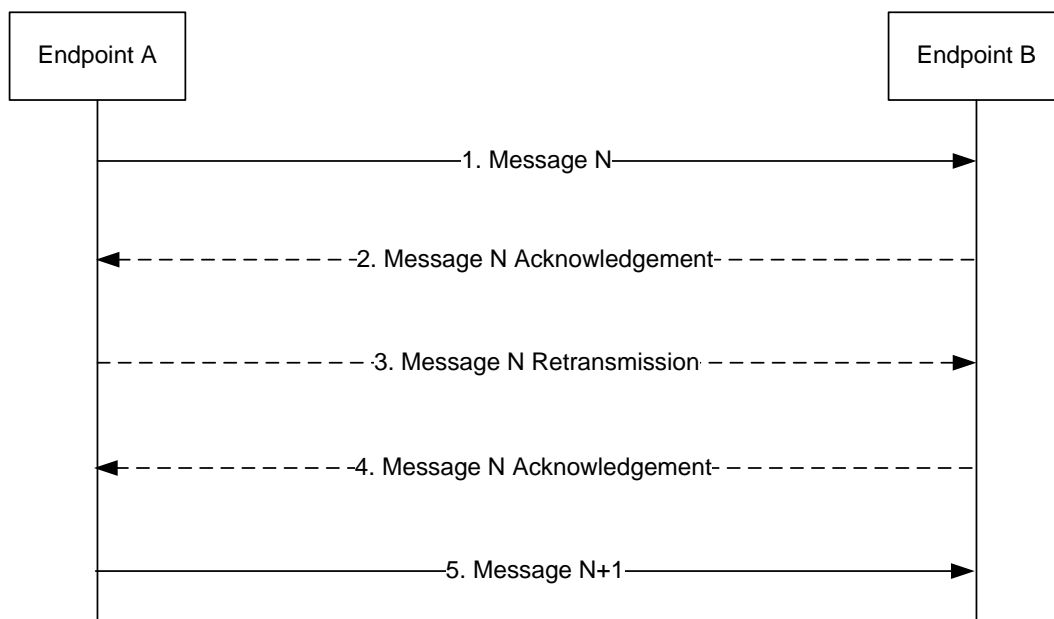 Endpoint A
Endpoint B
1. Message N
2. Message N Acknowledgement
3. Message N Retransmission
4. Message N Acknowledgement
5. Message N+1